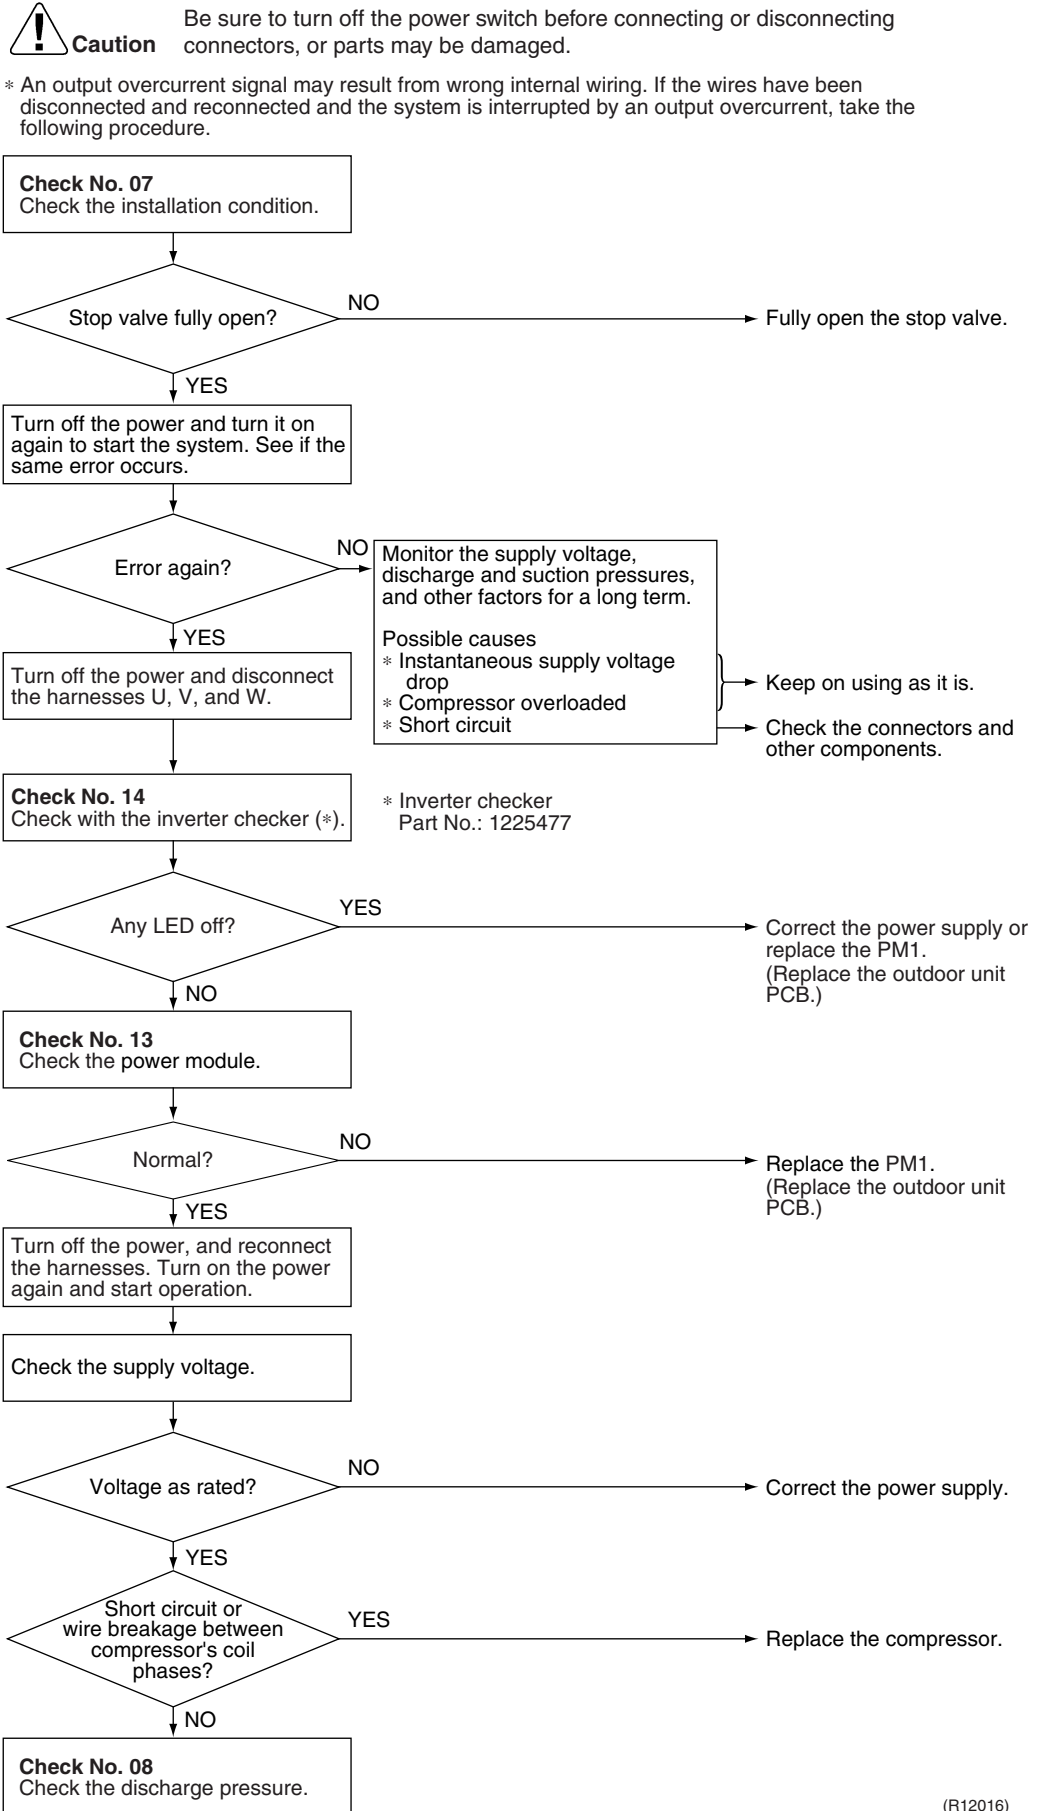 Be sure to turn off the power switch before connecting or disconnecting
Caution connectors, or parts may be damaged.
* An output overcurrent signal may result from wrong internal wiring. If the wires have been
disconnected and reconnected and the system is interrupted by an output overcurrent, take the
following procedure.
Check No. 07
Check the installation condition.
Stop valve fully open?
NO
Fully open the stop valve.
YES
Turn off the power and turn it on
again to start the system. See if the
same error occurs.
Error again?
NO
Monitor the supply voltage,
discharge and suction pressures,
and other factors for a long term.
Possible causes
* Instantaneous supply voltage
drop
* Compressor overloaded
* Short circuit
Keep on using as it is.
Check the connectors and
other components.
YES
Turn off the power and disconnect
the harnesses U, V, and W.
Check No. 14
Check with the inverter checker (*).
* Inverter checker
Part No.: 1225477
Any LED off?
YES
Correct the power supply or
replace the PM1.
(Replace the outdoor unit
PCB.)
NO
Check No. 13
Check the power module.
Normal?
NO
Replace the PM1.
(Replace the outdoor unit
PCB.)
YES
Turn off the power, and reconnect
the harnesses. Turn on the power
again and start operation.
Check the supply voltage.
Voltage as rated?
NO
Correct the power supply.
YES
Short circuit or
wire breakage between
compressor's coil
phases?
YES
Replace the compressor.
NO
Check No. 08
Check the discharge pressure.
(R12016)